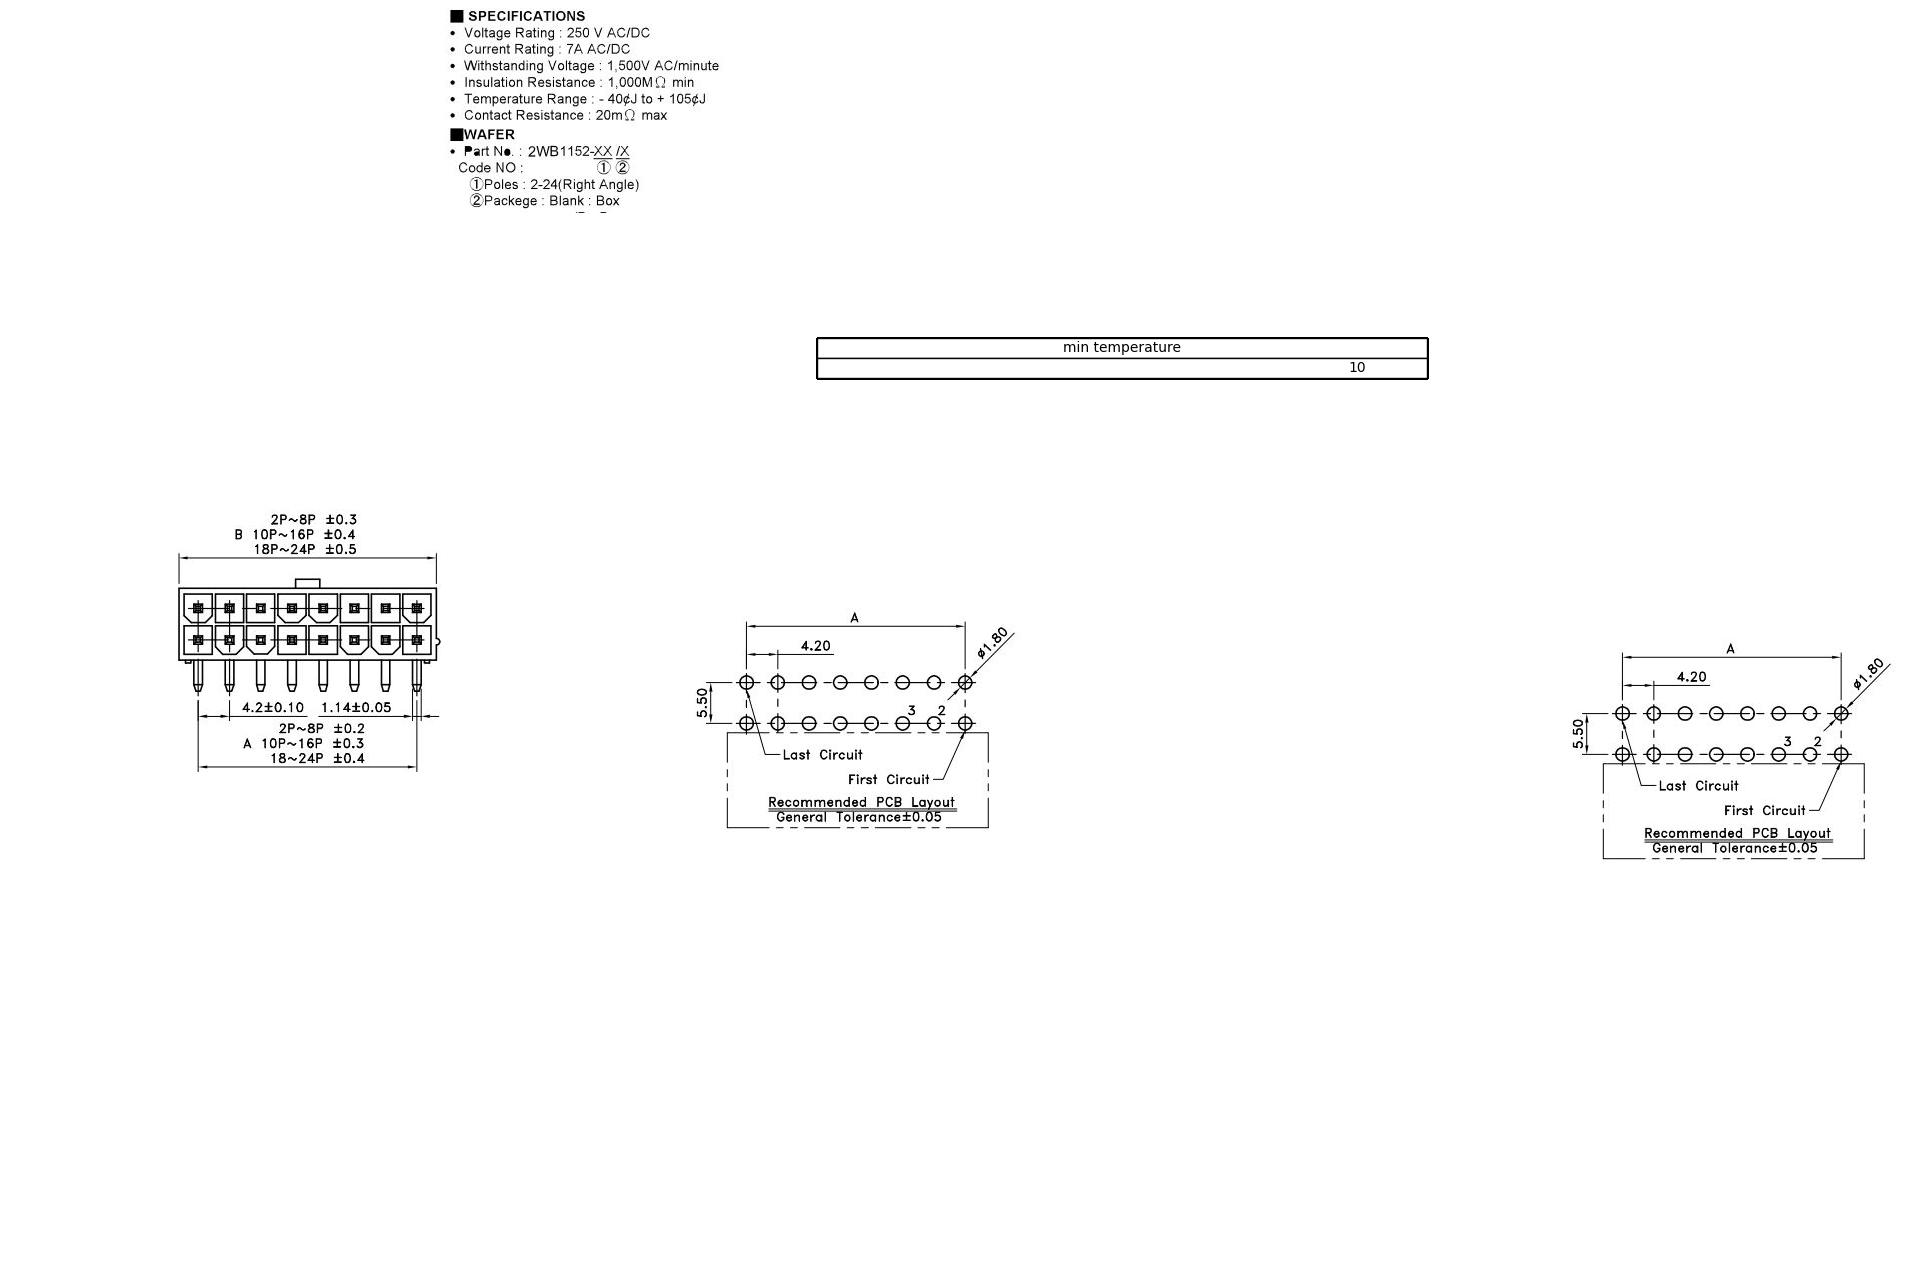 ■ SPECIFICATIONS
• Voltage Rating : 250 V AC/DC
• Current Rating : 7A AC/DC
• Withstanding Voltage : 1,500V AC/minute
• Insulation Resistance : 1,000MΩ min
• Temperature Range : - 40¢J to + 105¢J
• Contact Resistance : 20mΩ max
■WAFER
• Part No. : 2WB1152-XX /X
Code NO : ① ②
①Poles : 2-24(Right Angle)
②Packege : Blank : Box
min temperature
10
2P~8P ±0.3
B 10P~16P ±0.4
18P~24P ±0.5
4.2±0.10 1.14±0.05
2P~8P ±0.2
A 10P~16P ±0.3
18~24P ±0.4
A
4.20
ø1.80
5.50
3 2
Last Circuit
First Circuit
Recommended PCB Layout
General Tolerance±0.05
A
4.20
ø1.80
5.50
3 2
Last Circuit
First Circuit
Recommended PCB Layout
General Tolerance±0.05